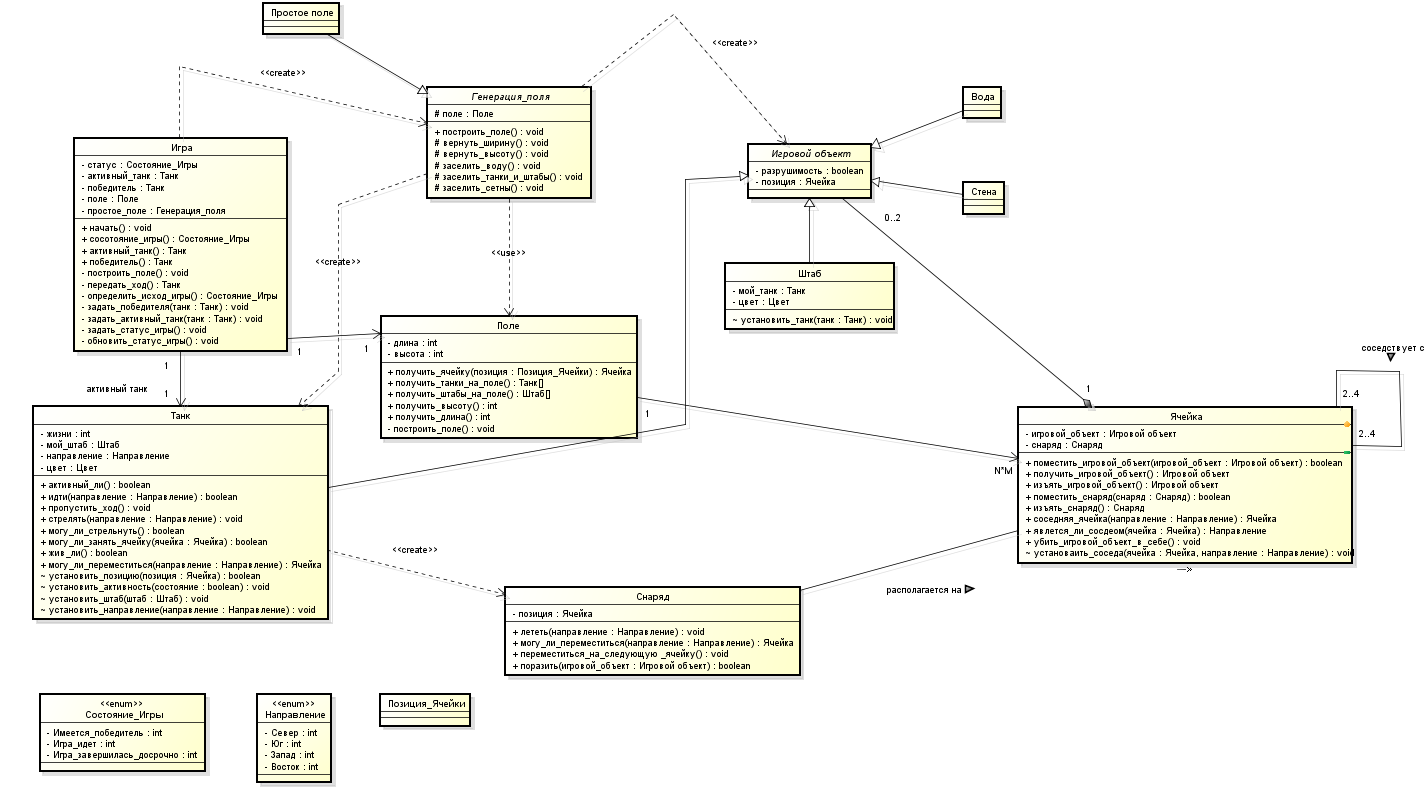 Простое поле
<<create>>
<<create>>
Генерация_поля
# поле : Поле
+ построить_поле() : void
# вернуть_ширину() : void
# вернуть_высоту() : void
# заселить_воду() : void
# заселить_танки_и_штабы() : void
# заселить_сетны() : void
Вода
Игра
- статус : Состояние_Игры
- активный_танк : Танк
- победитель : Танк
- поле : Поле
- простое_поле : Генерация_поля
+ начать() : void
+ сосотояние_игры() : Состояние_Игры
+ активный_танк() : Танк
+ победитель() : Танк
- построить_поле() : void
- передать_ход() : Танк
- определить_исход_игры() : Состояние_Игры
- задать_победителя(танк : Танк) : void
- задать_активный_танк(танк : Танк) : void
- задать_статус_игры() : void
- обновить_статус_игры() : void
Игровой объект
- разрушимость : boolean
- позиция : Ячейка
Стена
0..2
<<create>>
<<use>>
Штаб
- мой_танк : Танк
- цвет : Цвет
~ установить_танк(танк : Танк) : void
Поле
- длина : int
- высота : int
+ получить_ячейку(позиция : Позиция_Ячейки) : Ячейка
+ получить_танки_на_поле() : Танк[]
+ получить_штабы_на_поле() : Штаб[]
+ получить_высоту() : int
+ получить_длина() : int
- построить_поле() : void
1
1
1
активный танк
1
соседствует с
1
2..4
2..4
1
N*M
Танк
- жизни : int
- мой_штаб : Штаб
- направление : Направление
- цвет : Цвет
+ активный_ли() : boolean
+ идти(направление : Направление) : boolean
+ пропустить_ход() : void
+ стрелять(направление : Направление) : void
+ могу_ли_стрельнуть() : boolean
+ могу_ли_занять_ячейку(ячейка : Ячейка) : boolean
+ жив_ли() : boolean
+ могу_ли_переместиться(направление : Направление) : Ячейка
~ установить_позицию(позиция : Ячейка) : boolean
~ установить_активность(состояние : boolean) : void
~ установить_штаб(штаб : Штаб) : void
~ установить_направление(направление : Направление) : void
Ячейка
- игровой_объект : Игровой объект
- снаряд : Снаряд
+ поместить_игровой_объект(игровой_объект : Игровой объект) : boolean
+ получить_игровой_объект() : Игровой объект
+ изъять_игровой_объект() : Игровой объект
+ поместить_снаряд(снаряд : Снаряд) : boolean
+ изъять_снаряд() : Снаряд
+ соседняя_ячейка(направление : Направление) : Ячейка
+ явлется_ли_сосдеом(ячейка : Ячейка) : Направление
+ убить_игровой_объект_в_себе() : void
~ устанваить_соседа(ячейка : Ячейка, направление : Направление) : void
<<create>>
располагается на
Снаряд
- позиция : Ячейка
+ лететь(направление : Направление) : void
+ могу_ли_переместиться(направление : Направление) : Ячейка
+ переместиться_на_следующую _ячейку() : void
+ поразить(игровой_объект : Игровой объект) : boolean
<<enum>>
Состояние_Игры
- Имеется_победитель : int
- Игра_идет : int
- Игра_завершилась_досрочно : int
<<enum>>
Направление
- Север : int
- Юг : int
- Запад : int
- Восток : int
Позиция_Ячейки